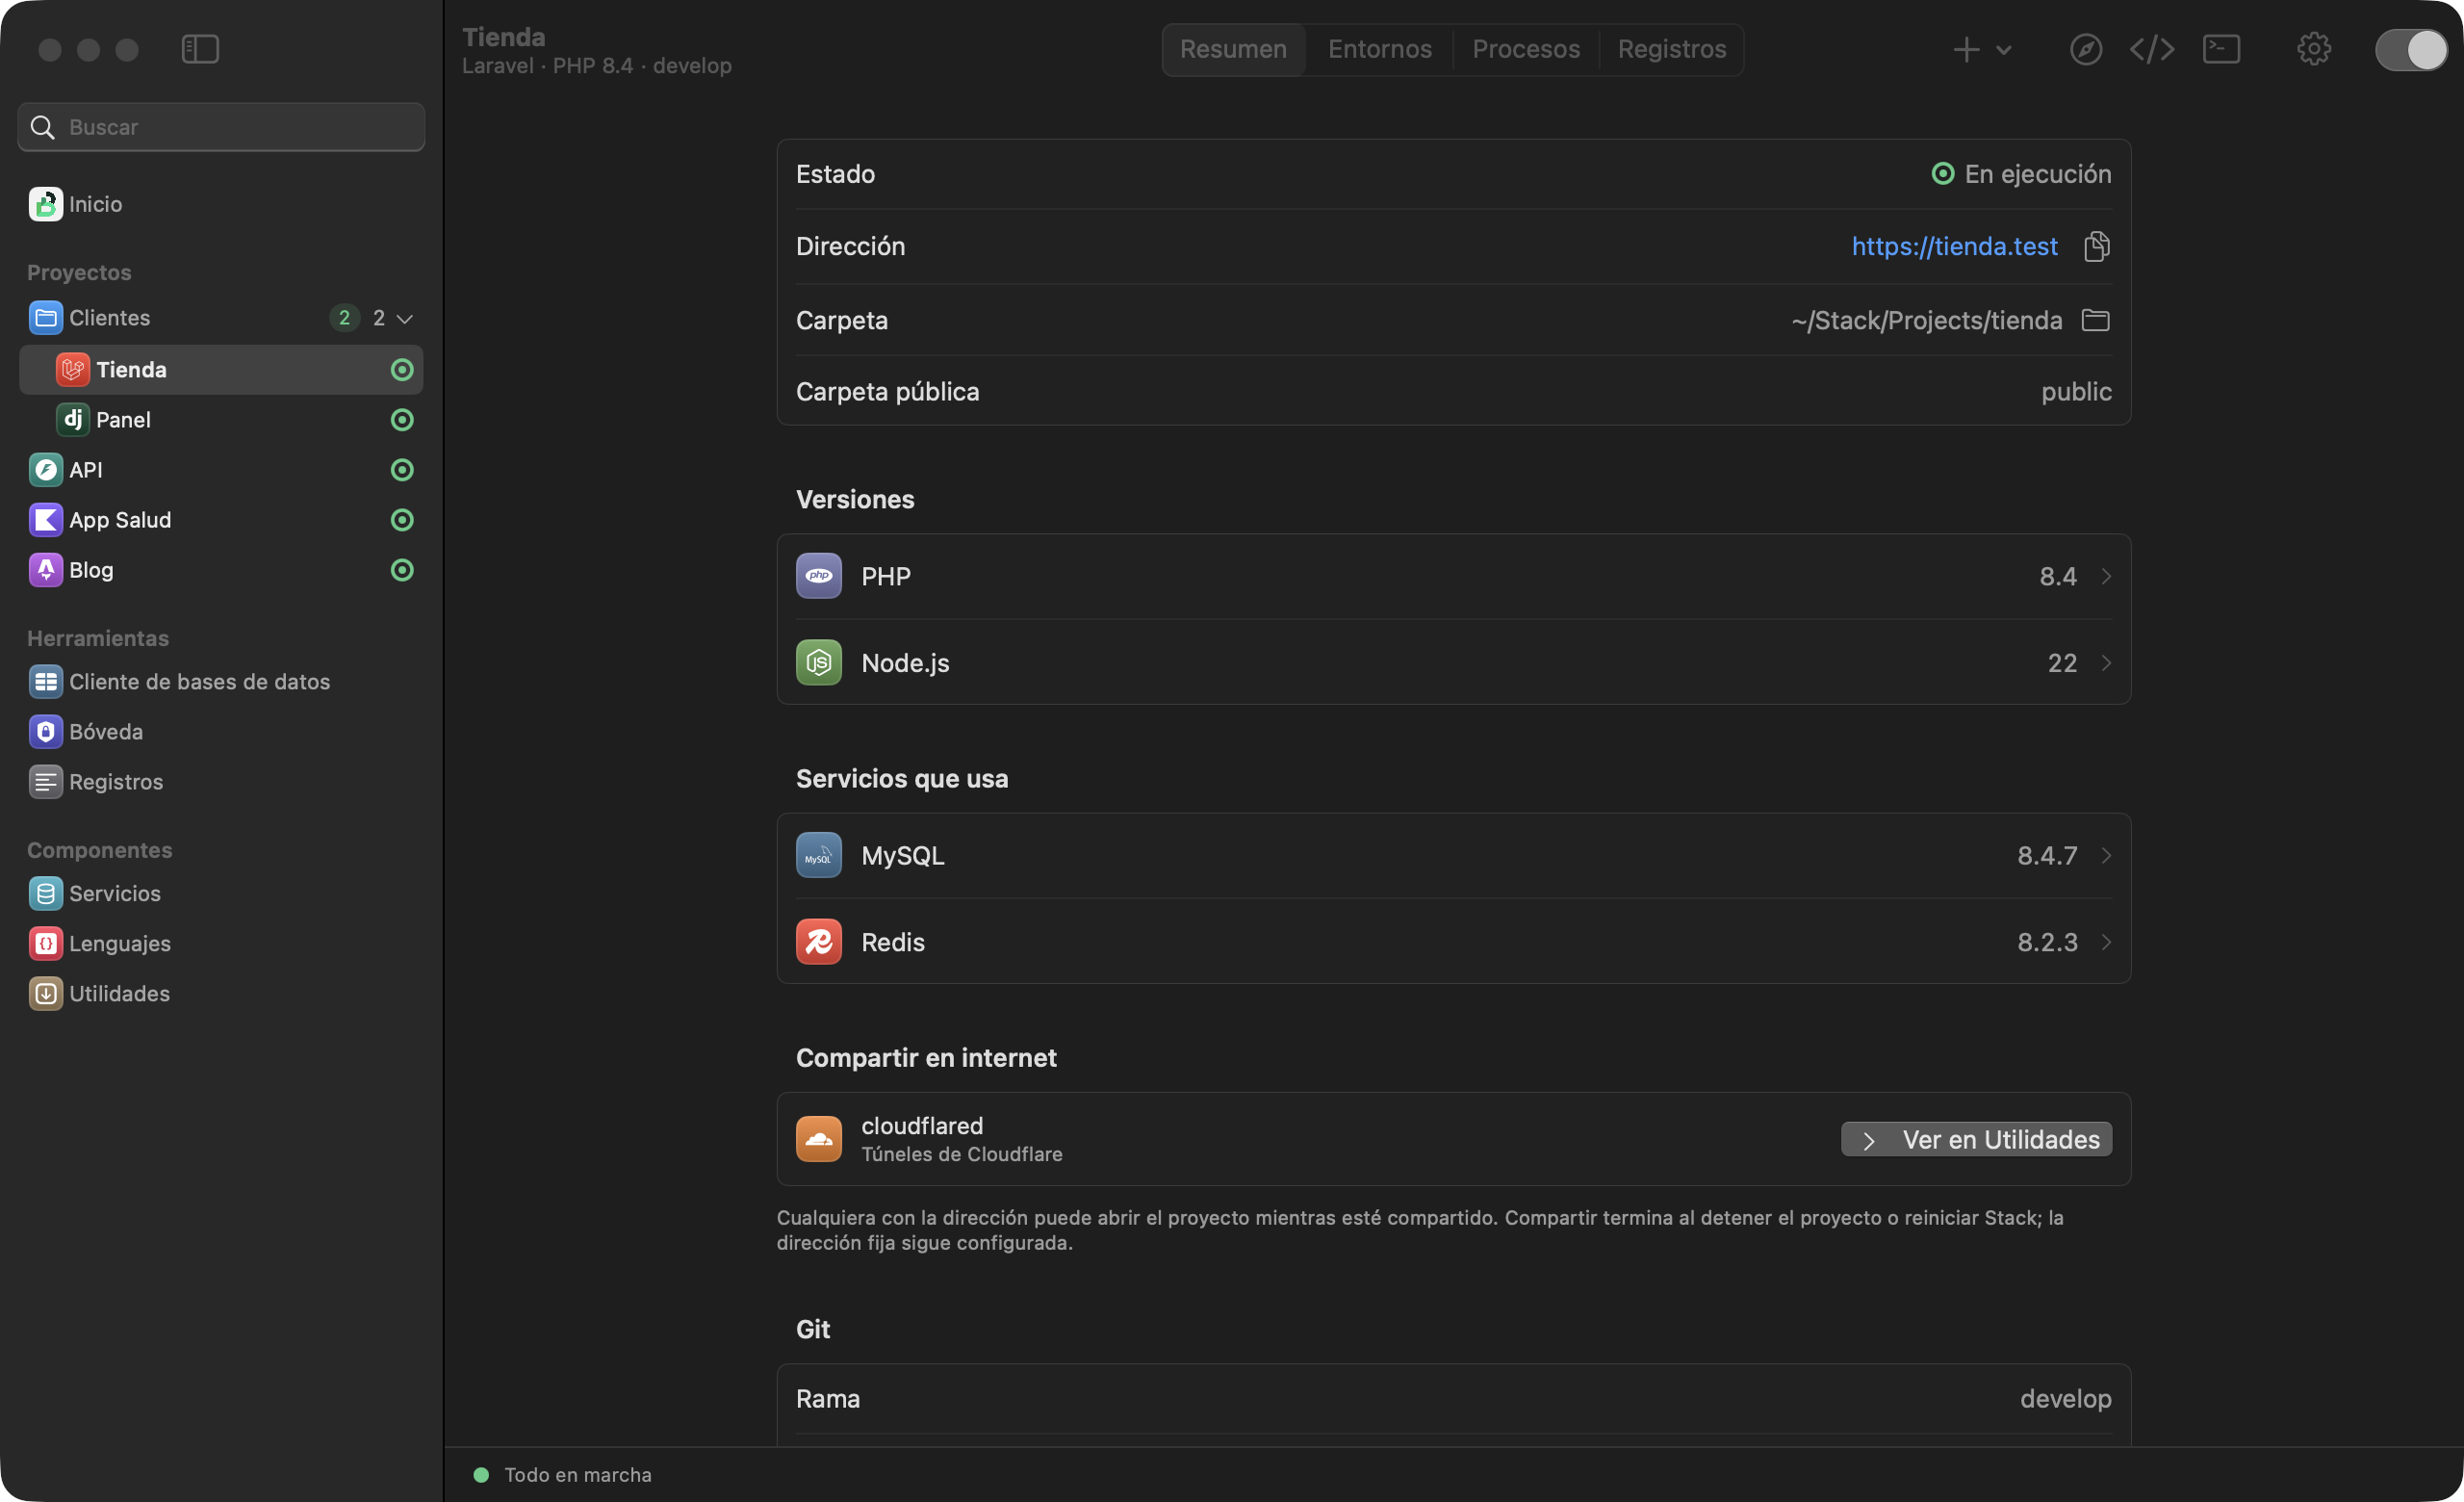 Tienda
Laravel · PHP 8.4 · develop
Resumen
Entornos
Procesos
Registros
Buscar
Inicio
Proyectos
Clientes 2 2
Tienda
dj Panel
API
App Salud
Blog
Herramientas
Cliente de bases de datos
Bóveda
Registros
Componentes
Servicios
{} Lenguajes
Utilidades
Estado En ejecución
Dirección https://tienda.test
Carpeta ~/Stack/Projects/tienda
Carpeta pública public
Versiones
php PHP 8.4
JS Node.js 22
Servicios que usa
MySQL MySQL 8.4.7
Redis 8.2.3
Compartir en internet
cloudflared
Túneles de Cloudflare
Ver en Utilidades
Cualquiera con la dirección puede abrir el proyecto mientras esté compartido. Compartir termina al detener el proyecto o reiniciar Stack; la
dirección fija sigue configurada.
Git
Rama develop
Todo en marcha